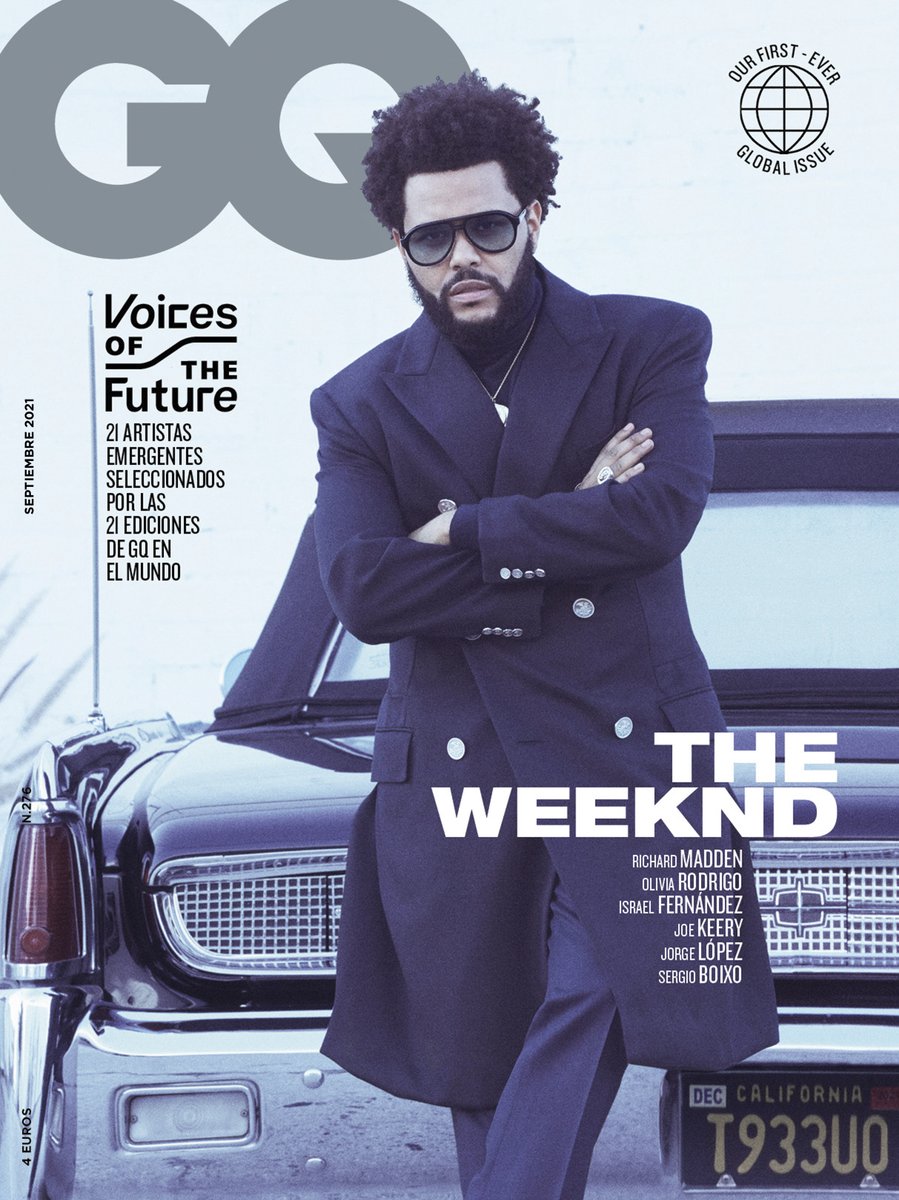 GQ
OUR FIRST - EVER
GLOBAL ISSUE
Voices
OF
THE
Future
21 ARTISTAS
EMERGENTES
SELECCIONADOS
POR LAS
21 EDICIONES
DE GQ EN
EL MUNDO
SEPTIEMBRE 2021
N.276
4 EUROS
THE
WEEKND
RICHARD MADDEN
OLIVIA RODRIGO
ISRAEL FERNÁNDEZ
JOE KEERY
JORGE LÓPEZ
SERGIO BOIXO
DEC CALIFORNIA
T933U0